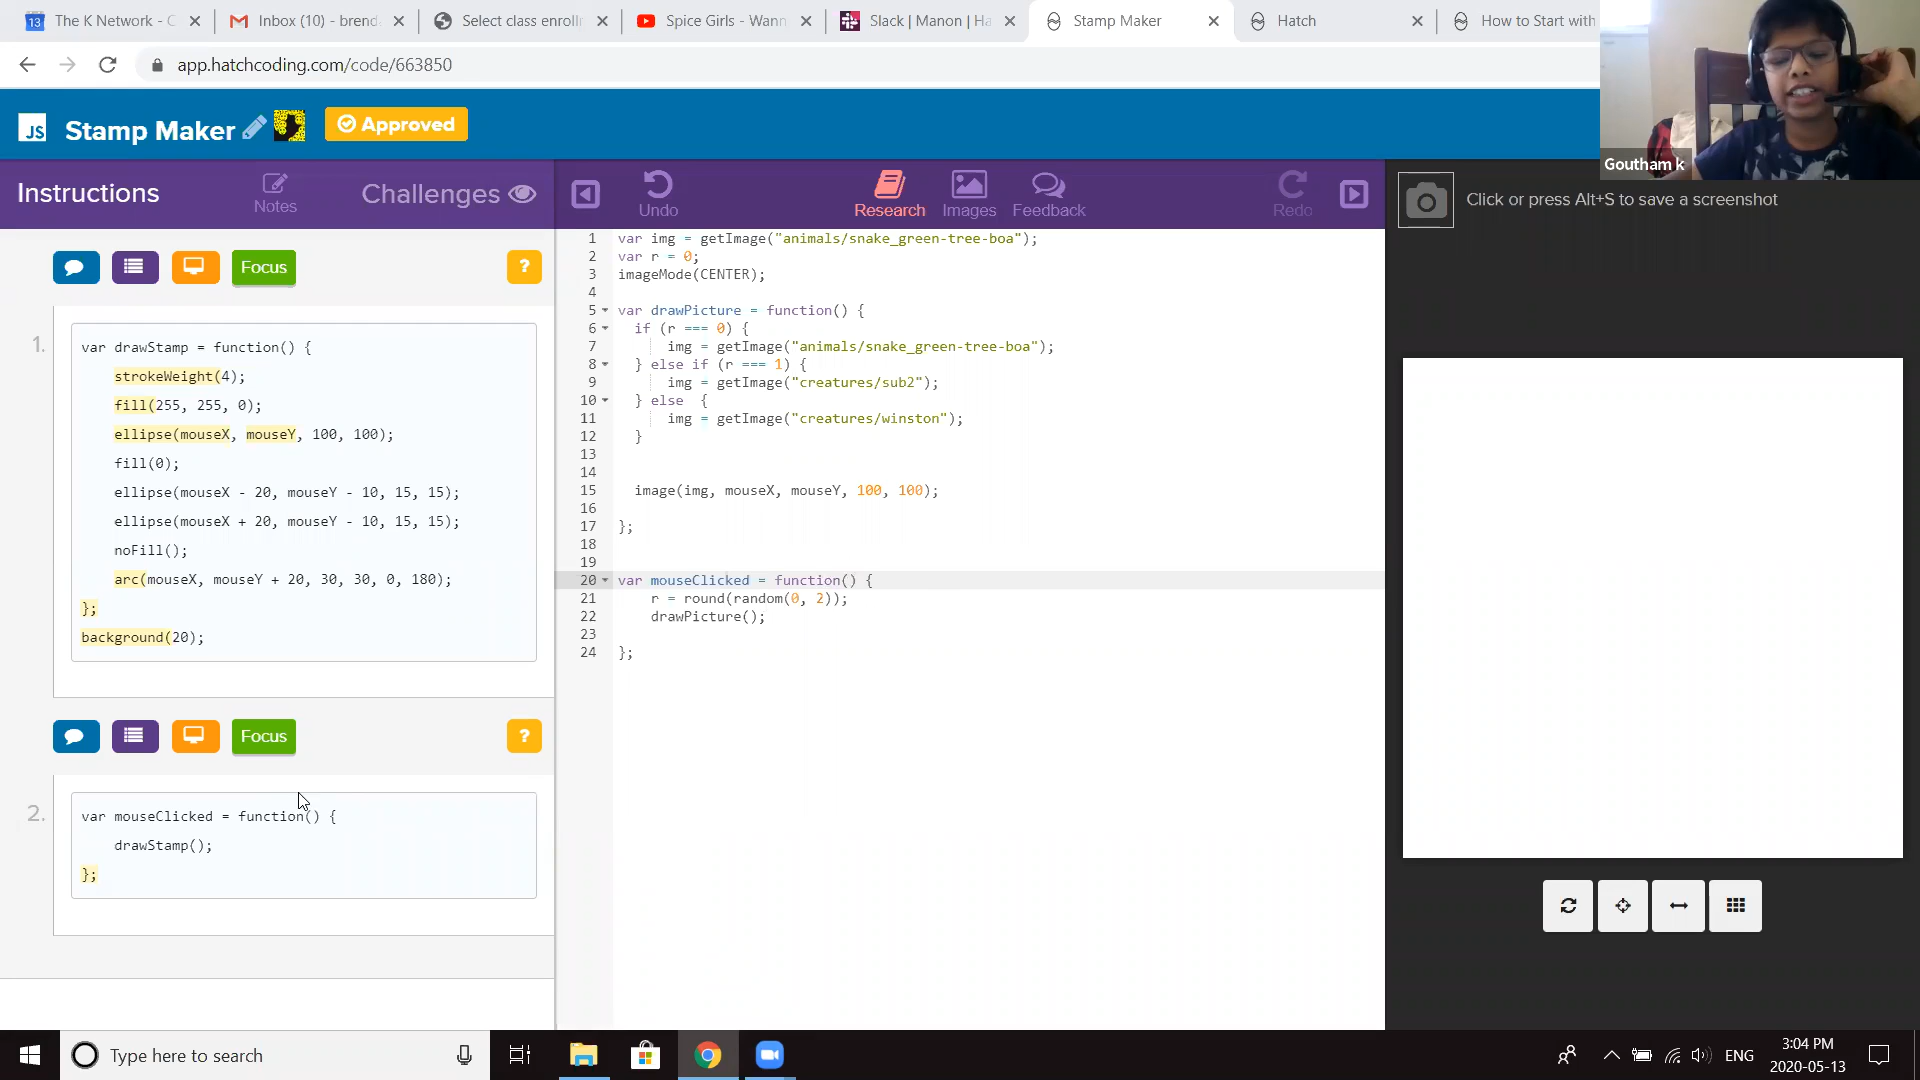 The K Network - C
Inbox (10) - brend
Select class enrolli
Spice Girls - Wann
Slack | Manon | Ha
Stamp Maker
Hatch
How to Start with
app.hatchcoding.com/code/663850
JS
Stamp Maker
Approved
Goutham k
Instructions
Notes
Challenges
Undo
Research
Images
Feedback
Redo
Click or press Alt+S to save a screenshot
Focus
?
1.
var drawStamp = function() {
strokeWeight(4);
fill(255, 255, 0);
ellipse(mouseX, mouseY, 100, 100);
fill(0);
ellipse(mouseX - 20, mouseY - 10, 15, 15);
ellipse(mouseX + 20, mouseY - 10, 15, 15);
noFill();
arc(mouseX, mouseY + 20, 30, 30, 0, 180);
};
background(20);
Focus
?
2.
var mouseClicked = function() {
drawStamp();
};
1 var img = getImage("animals/snake_green-tree-boa");
2 var r = 0;
3 imageMode(CENTER);
4
5 var drawPicture = function() {
6 if (r === 0) {
7 img = getImage("animals/snake_green-tree-boa");
8 } else if (r === 1) {
9 img = getImage("creatures/sub2");
10 } else {
11 img = getImage("creatures/winston");
12 }
13
14
15 image(img, mouseX, mouseY, 100, 100);
16
17 };
18
19
20 var mouseClicked = function() {
21 r = round(random(0, 2));
22 drawPicture();
23
24 };
Type here to search
ENG
3:04 PM
2020-05-13